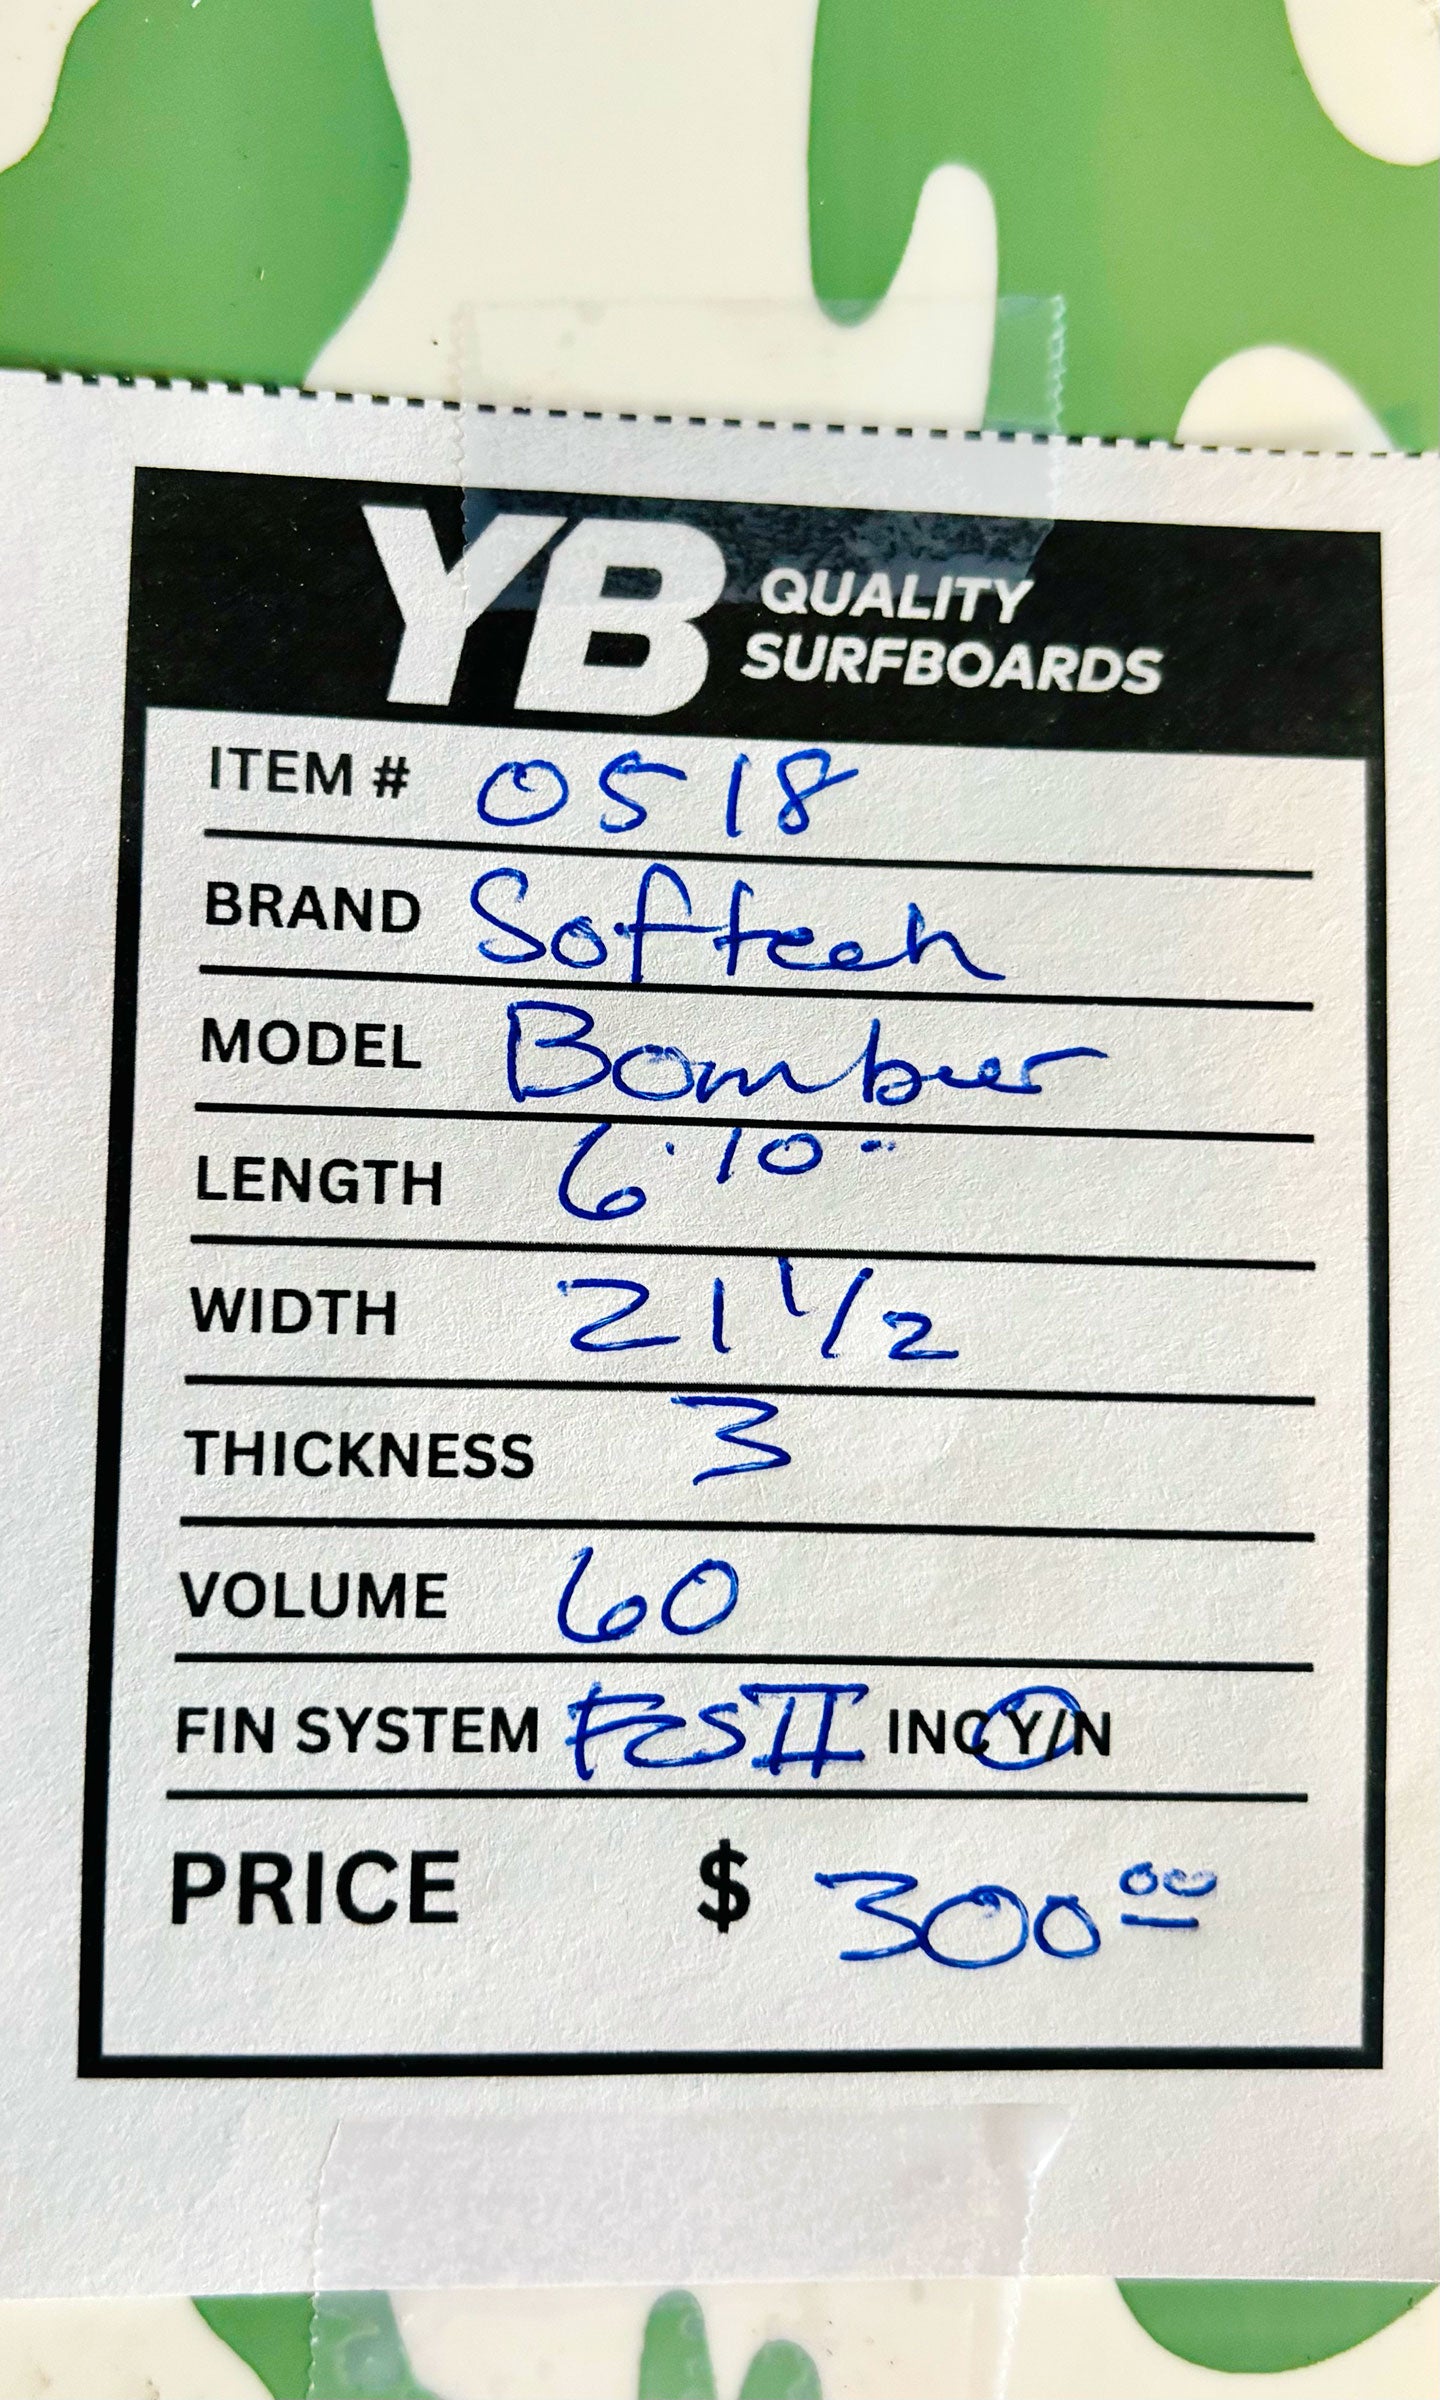 YB QUALITY
SURFBOARDS
ITEM # 0518
BRAND Softech
MODEL Bomber
LENGTH 6'10"
WIDTH 21 1/2
THICKNESS 3
VOLUME 60
FIN SYSTEM FCS II INC Y/N
PRICE $ 300.00